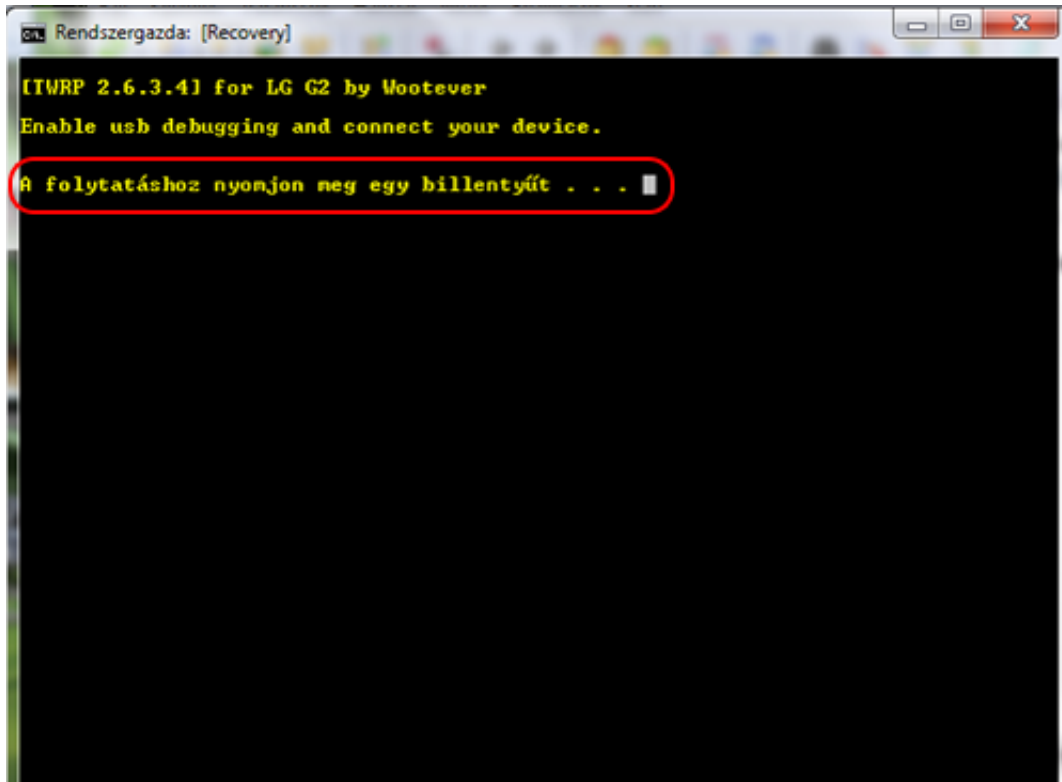 Rendszergazda: [Recovery]
[TWRP 2.6.3.4] for LG G2 by Wootever
Enable usb debugging and connect your device.
A folytatáshoz nyomjon meg egy billentyűt . . .